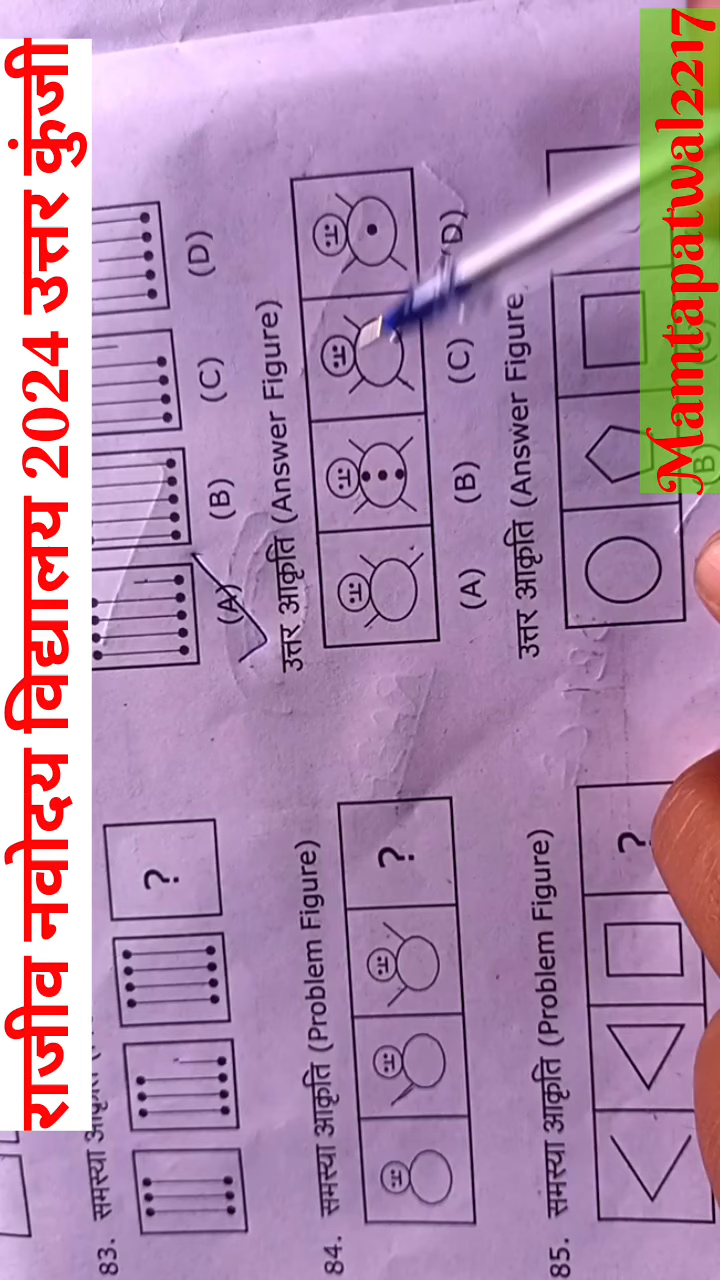 राजीव नवोदय विद्यालय 2024 उत्तर कुंजी
Mamtapatwal2217
83. समस्या
?
(A) (B) (C) (D)
84. समस्या आकृति (Problem Figure)
उत्तर आकृति (Answer Figure)
?
(A) (B) (C) (D)
85. समस्या आकृति (Problem Figure)
उत्तर आकृति (Answer Figure
?
(B) (C)